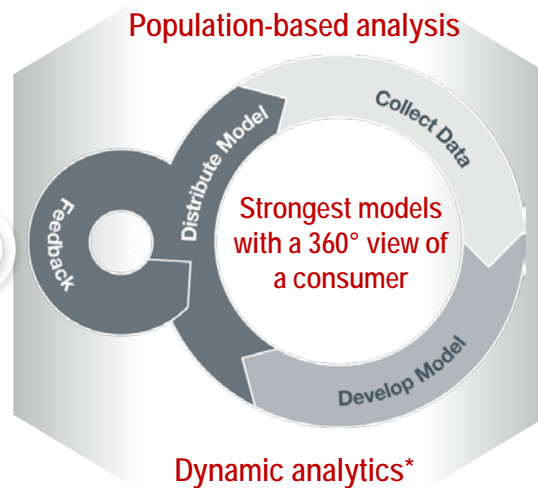 Population-based analysis
Collect Data
Distribute Model
Feedback
Strongest models
with a 360° view of
a consumer
Develop Model
Dynamic analytics*